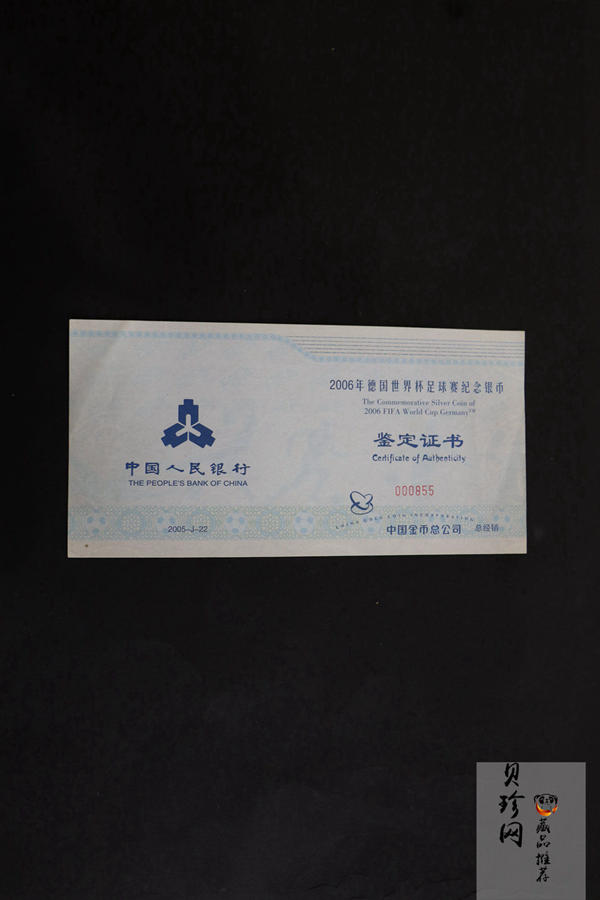 2006年德国世界杯足球赛纪念银币
The Commemorative Silver Coin of
2006 FIFA World Cup Germany™
鉴定证书
Certificate of Authenticity
中国人民银行
THE PEOPLE'S BANK OF CHINA
000855
CHINA GOLD COIN INCORPORATION
2005-J-22
中国金币总公司 总经销
贝珍网
藏品推荐